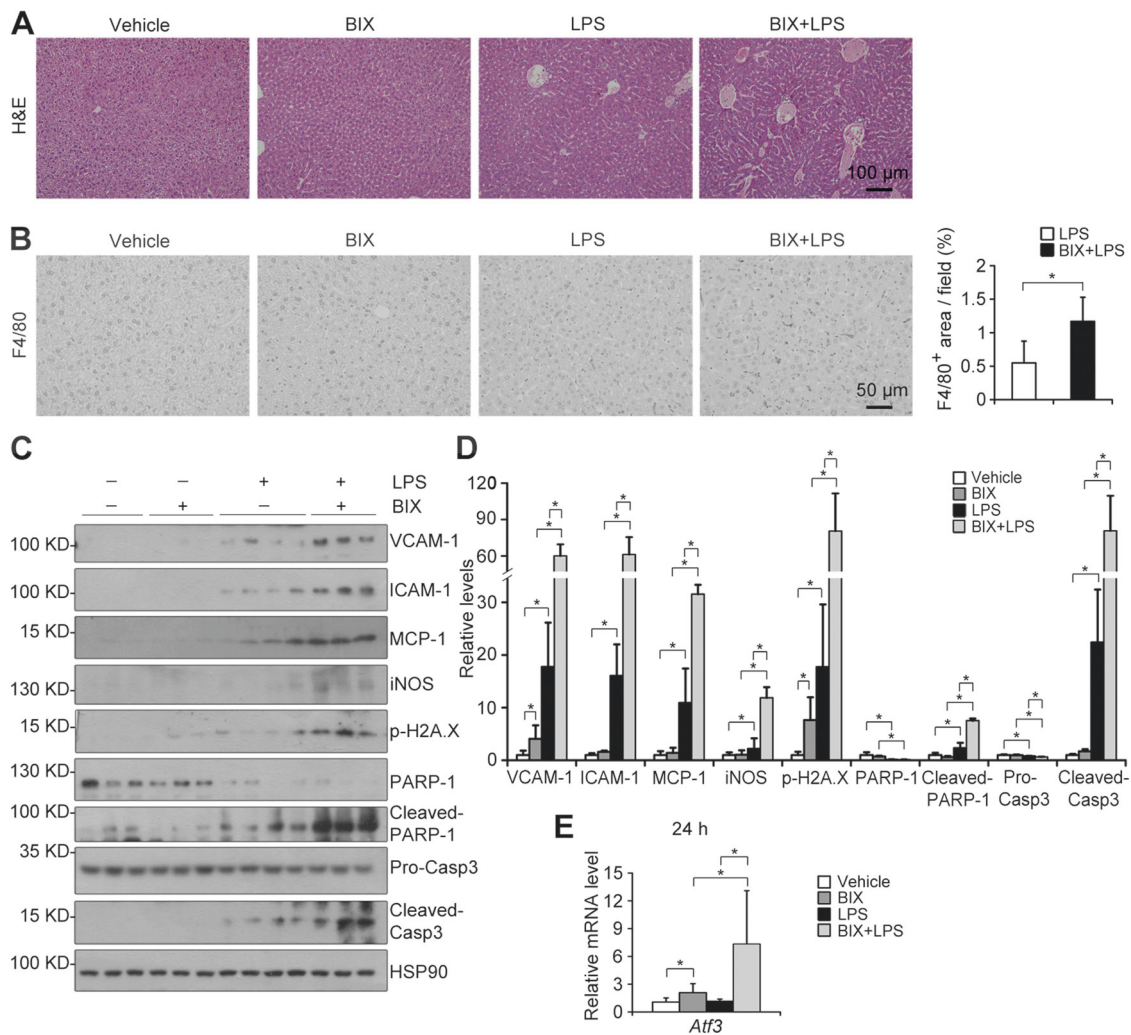 A
Vehicle BIX LPS BIX+LPS
H&E
100 µm
B
Vehicle BIX LPS BIX+LPS
F4/80
50 µm
LPS
BIX+LPS
F4/80+ area / field (%)
2
1.5
1
0.5
0
*
C
– – + + LPS
– + – + BIX
100 KD VCAM-1
100 KD ICAM-1
15 KD MCP-1
130 KD iNOS
15 KD p-H2A.X
130 KD PARP-1
100 KD Cleaved-
PARP-1
35 KD Pro-Casp3
15 KD Cleaved-
Casp3
100 KD HSP90
D
Vehicle
BIX
LPS
BIX+LPS
Relative levels
120
90
60
30
20
10
0
* * * *
* * *
* * *
* * *
* * * *
* *
* * *
* * *
* * *
VCAM-1 ICAM-1 MCP-1 iNOS p-H2A.X PARP-1 Cleaved- Pro- Cleaved-
PARP-1 Casp3 Casp3
E
24 h
Vehicle
BIX
LPS
BIX+LPS
Relative mRNA level
15
12
9
6
3
0
* * *
Atf3